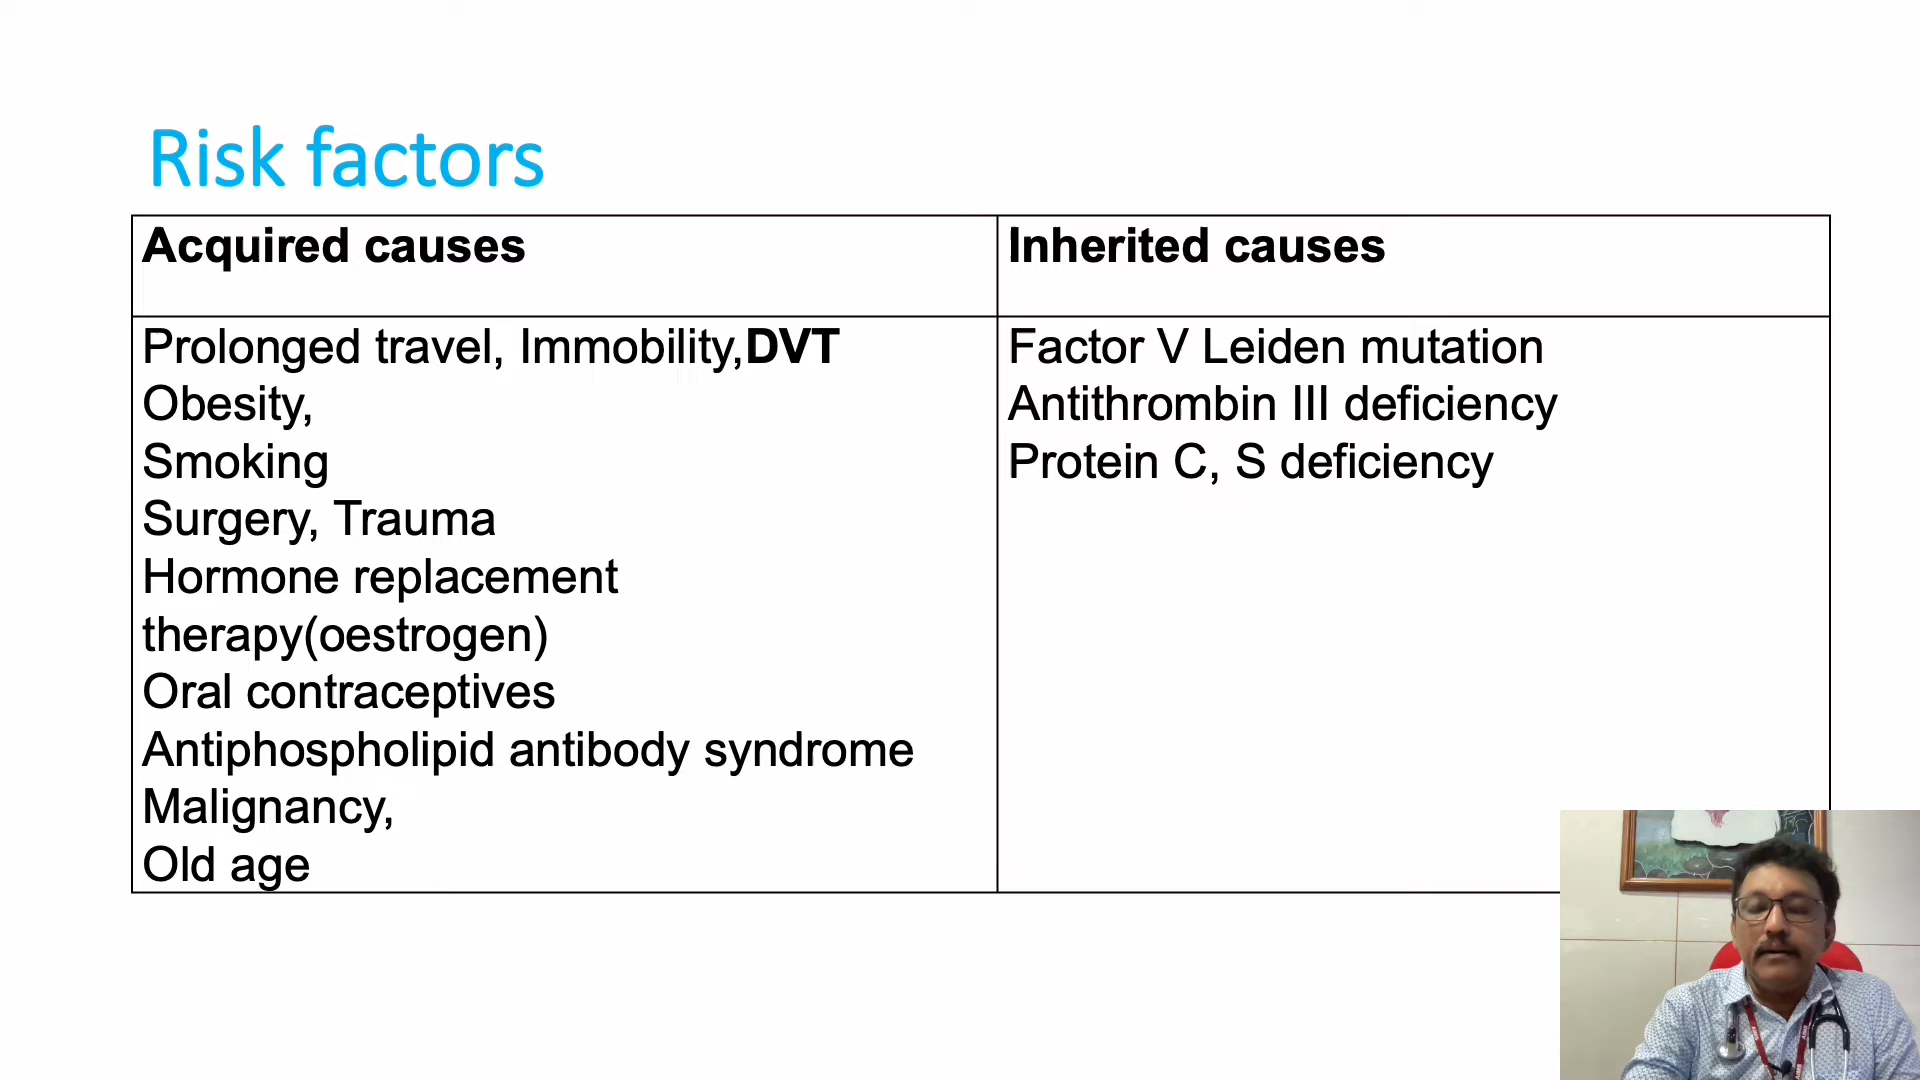 Risk factors
Acquired causes
Inherited causes
Prolonged travel, Immobility,DVT
Obesity,
Smoking
Surgery, Trauma
Hormone replacement
therapy(oestrogen)
Oral contraceptives
Antiphospholipid antibody syndrome
Malignancy,
Old age
Factor V Leiden mutation
Antithrombin III deficiency
Protein C, S deficiency